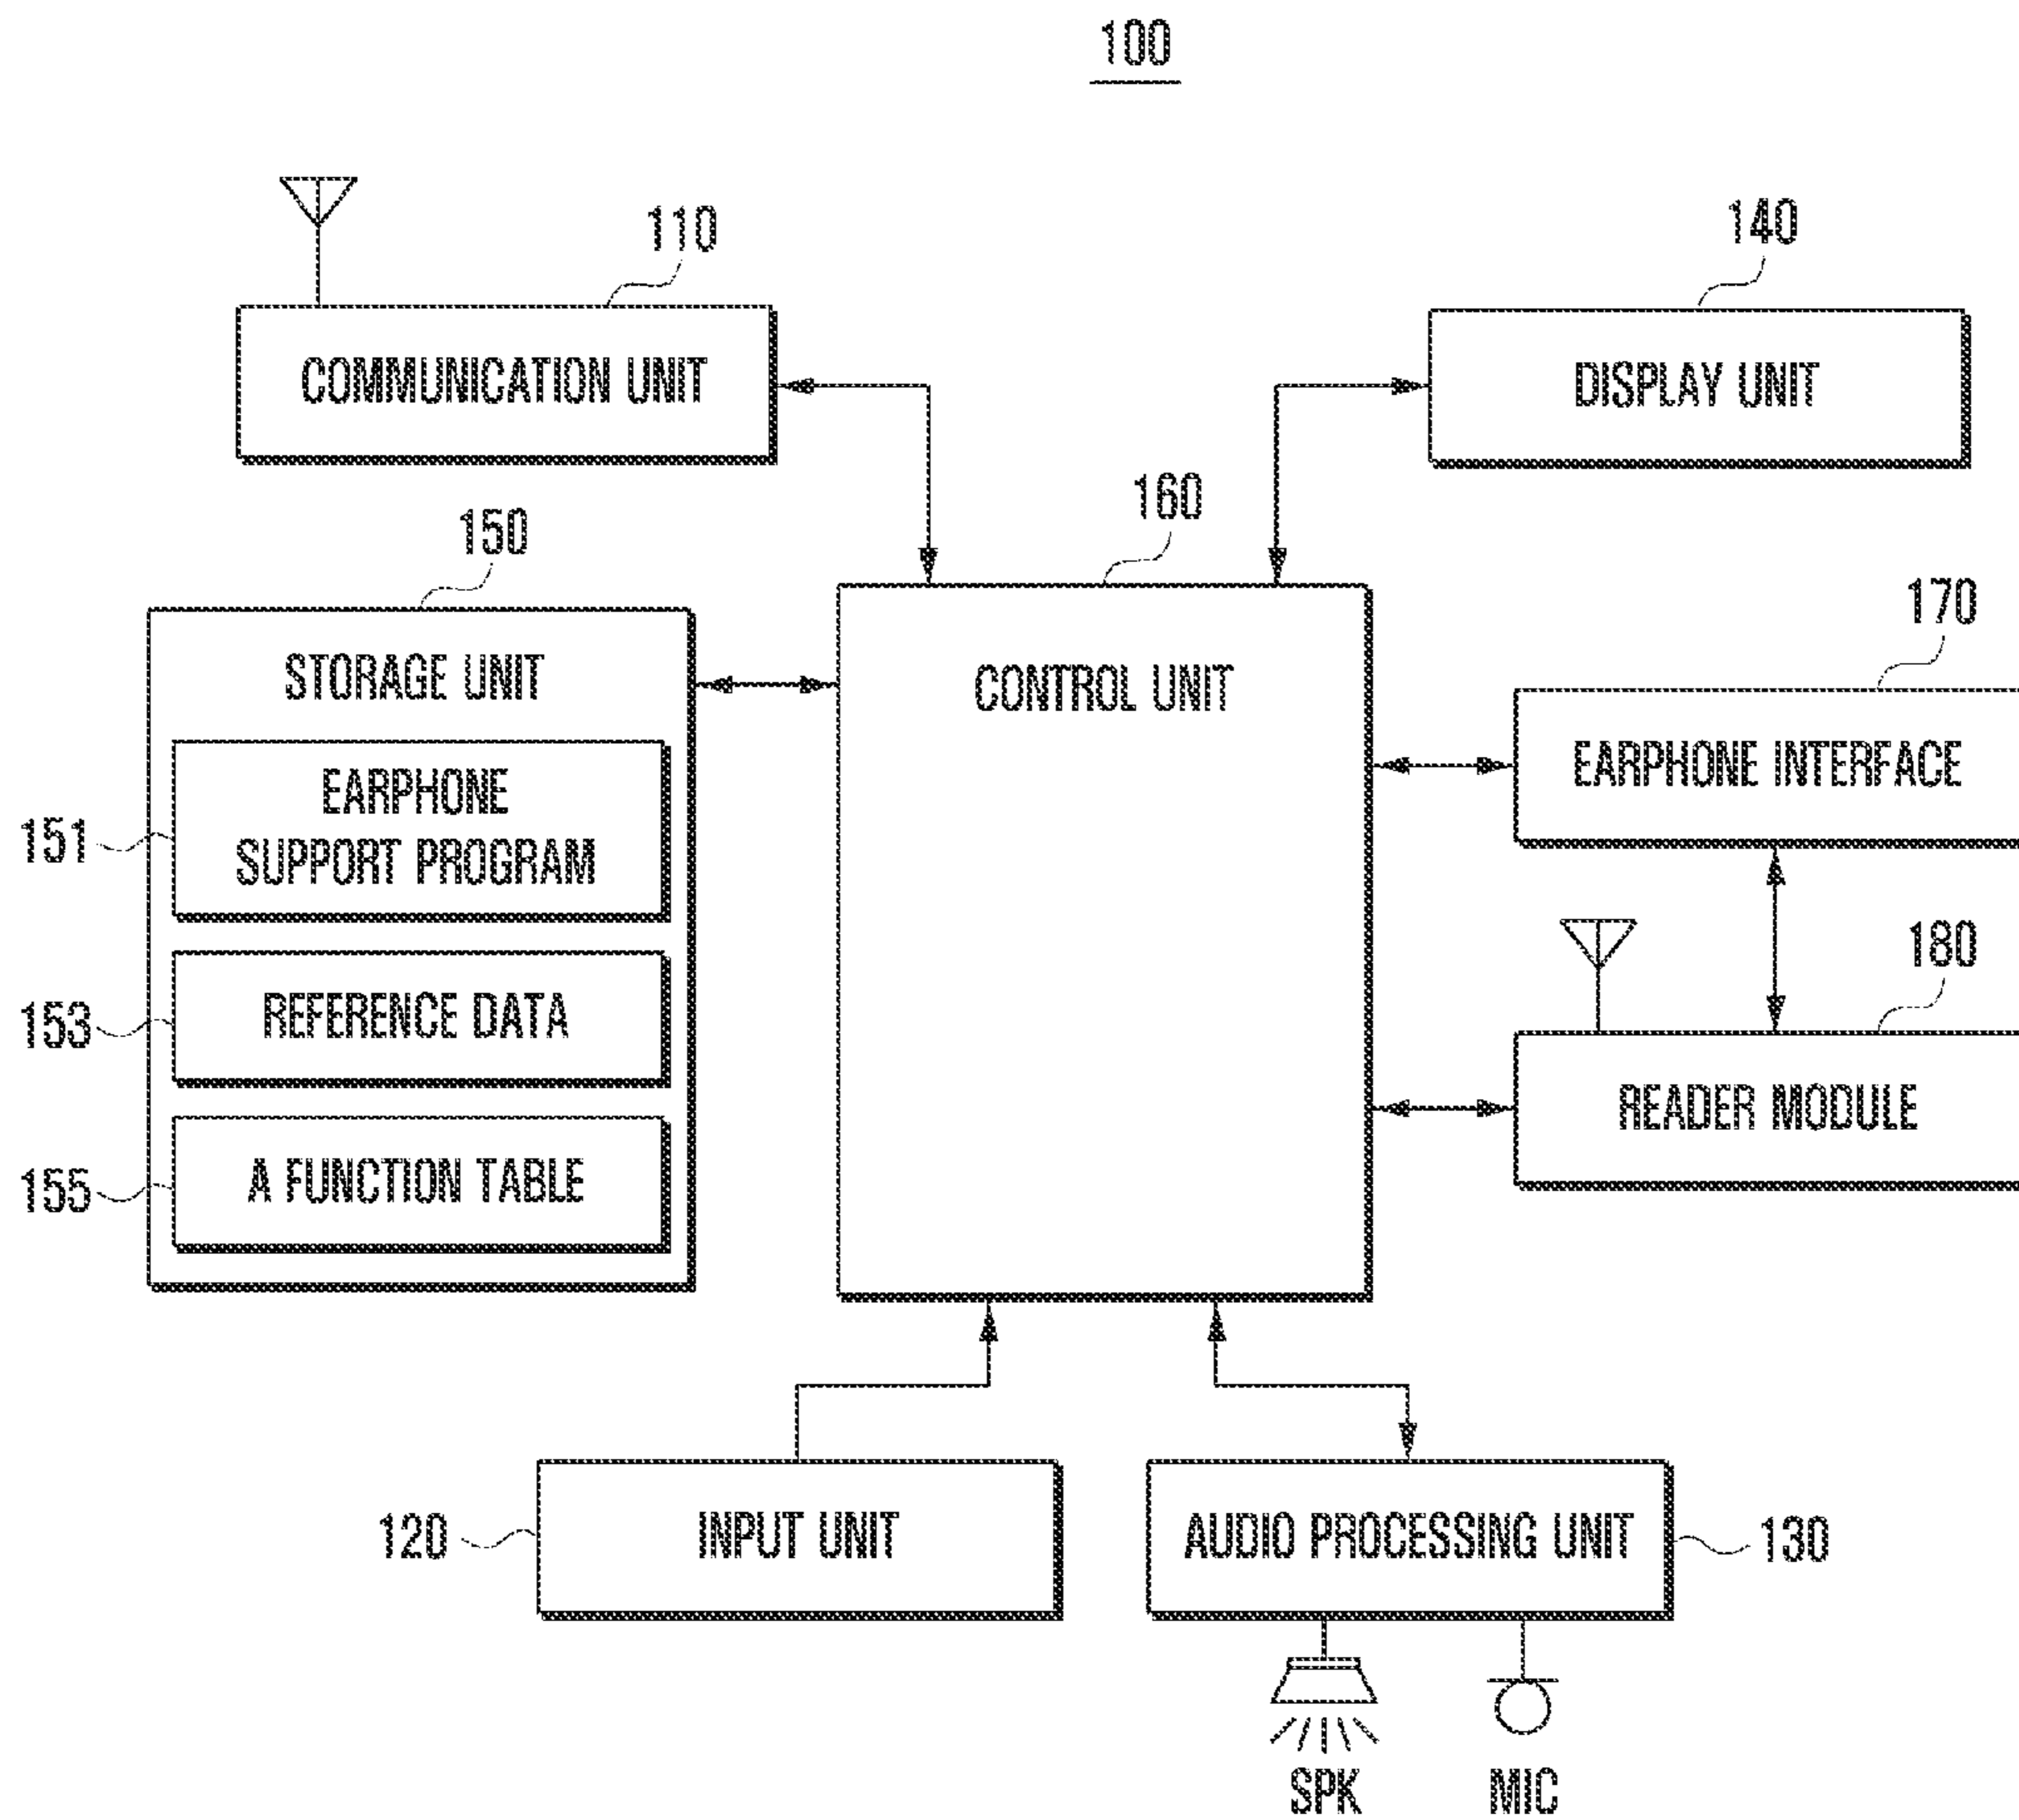 100
110
COMMUNICATION UNIT
140
DISPLAY UNIT
150
STORAGE UNIT
151
EARPHONE
SUPPORT PROGRAM
153
REFERENCE DATA
155
A FUNCTION TABLE
160
CONTROL UNIT
170
EARPHONE INTERFACE
180
READER MODULE
120
INPUT UNIT
AUDIO PROCESSING UNIT
130
SPK
MIC